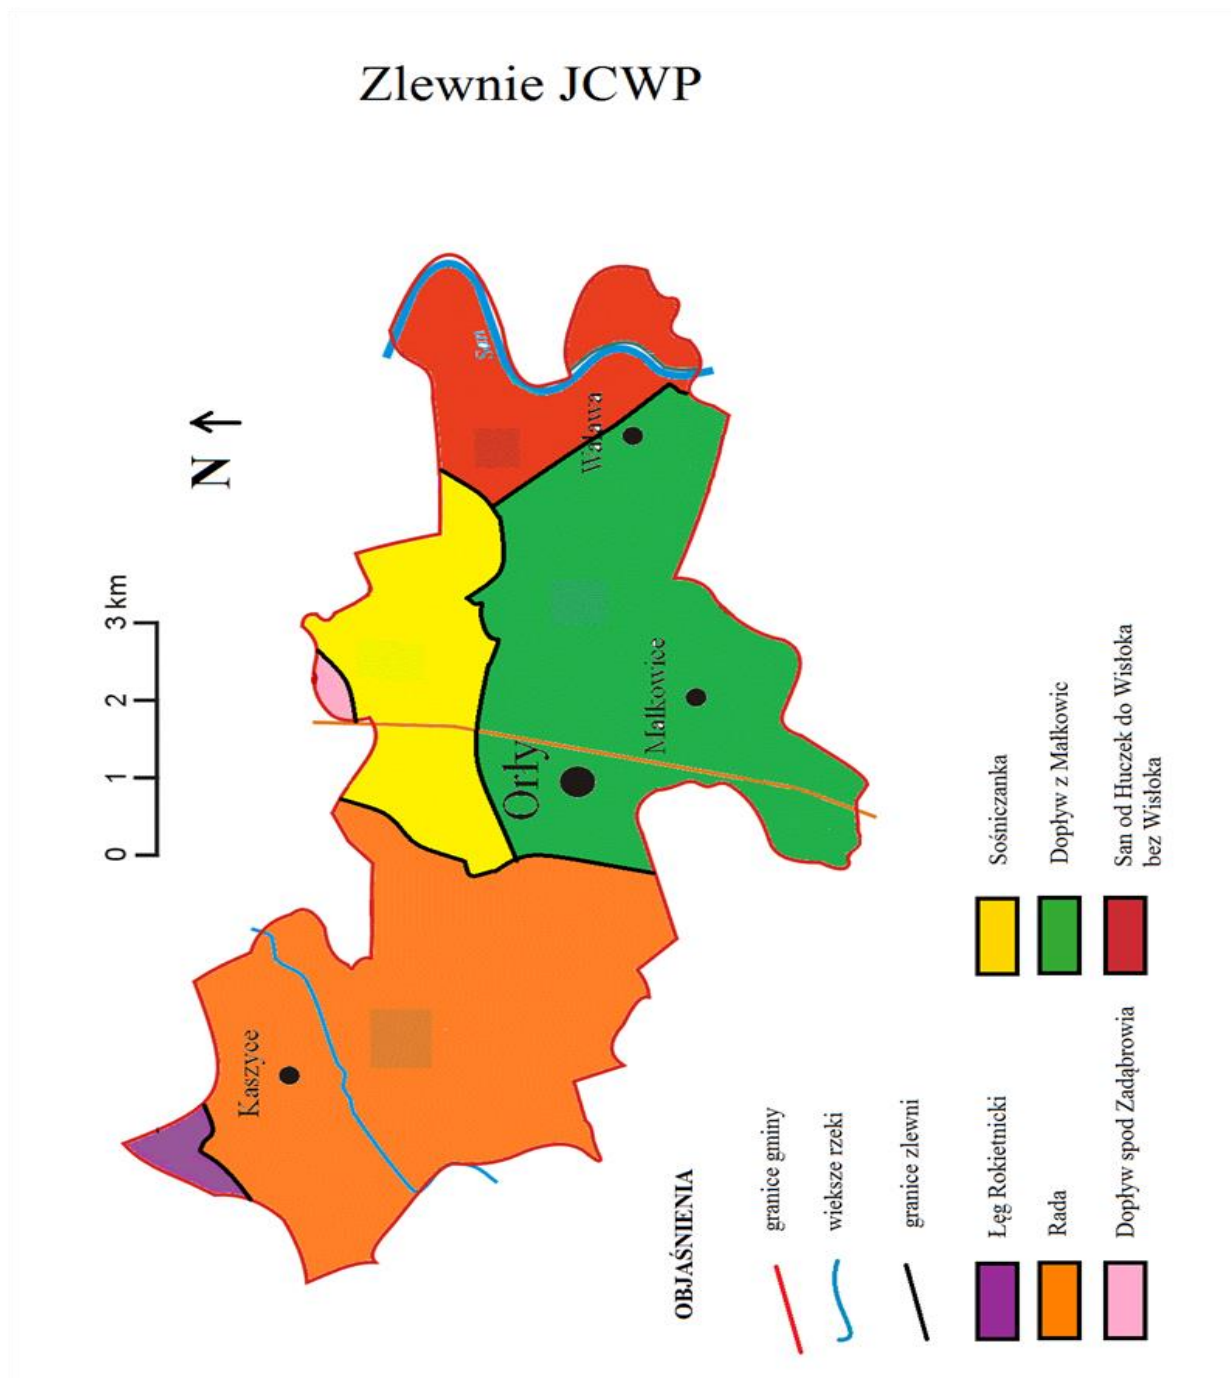 Zlewnie JCWP
N
0 1 2 3 km
San
Waława
Małkowice
Orły
Kaszyce
OBJAŚNIENIA
granice gminy
wieksze rzeki
granice zlewni
Łęg Rokietnicki
Rada
Dopływ spod Zadąbrowia
Sośniczanka
Dopływ z Małkowic
San od Huczek do Wisłoka
bez Wisłoka